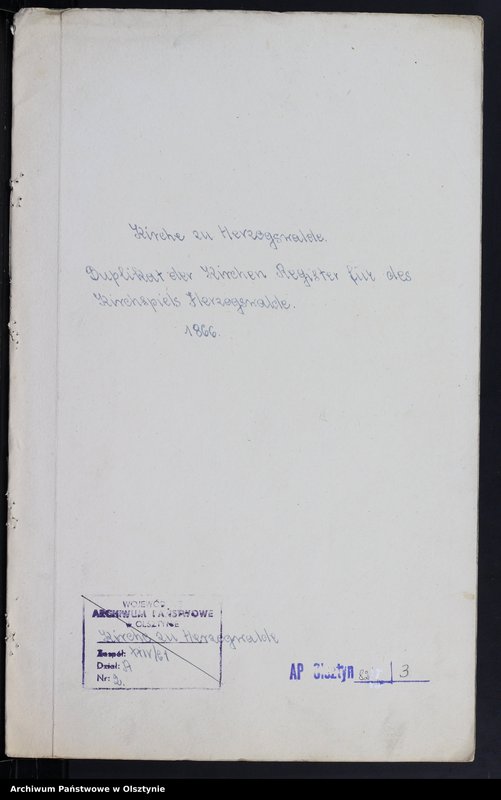 Kirche zu Herzogswalde.
Duplikat der Kirchen Register für des
Kirchspiels Herzogswalde.
1866.
WOJEWÓDZ
ARCHIWUM PAŃSTWOWE
w OLSZTYNIE
Kirche zu Herzogswalde
Zespół: XXIV/61
Dział: A
Nr: 2.
AP Olsztyn 3
Archiwum Państwowe w Olsztynie